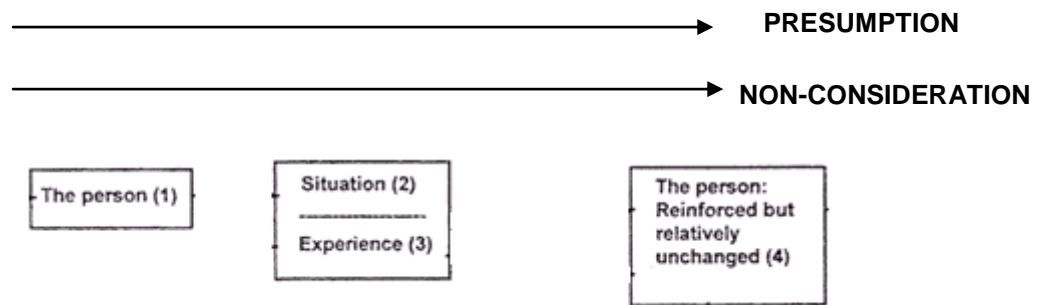 PRESUMPTION
NON-CONSIDERATION
The person (1)
Situation (2)
Experience (3)
The person:
Reinforced but
relatively
unchanged (4)